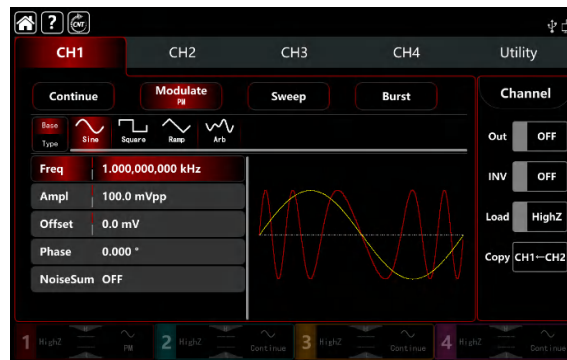 ? CNT
CH1 CH2 CH3 CH4 Utility
Continue Modulate Sweep Burst Channel
PM
Base
Type Sine Square Ramp Arb
Out OFF
Freq 1.000,000,000 kHz
INV OFF
Ampl 100.0 mVpp
Offset 0.0 mV
Load HighZ
Phase 0.000 °
Copy CH1←CH2
NoiseSum OFF
1 HighZ PM 2 HighZ Continue 3 HighZ Continue 4 HighZ Continue